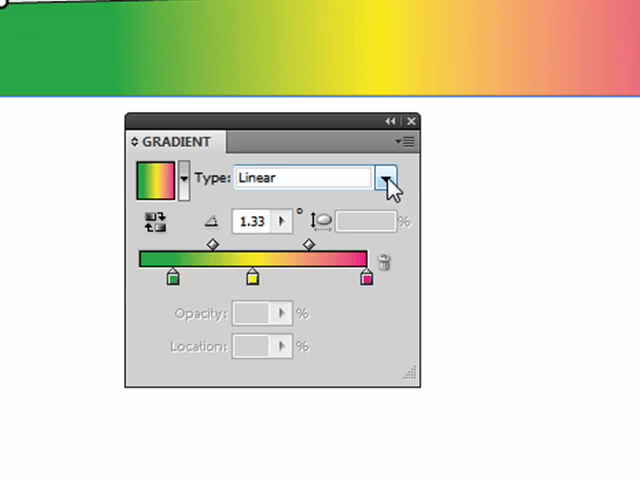 GRADIENT
Type: Linear
1.33 ° %
Opacity: %
Location: %